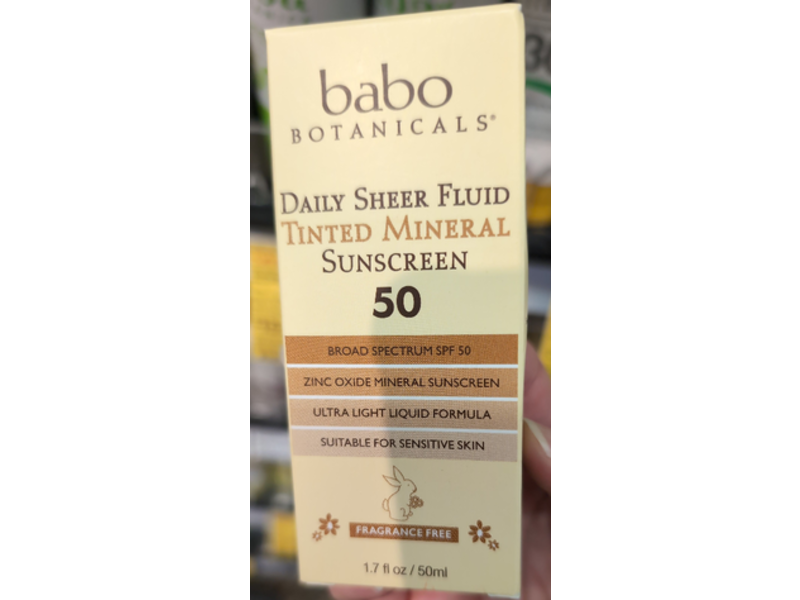 babo
BOTANICALS®
DAILY SHEER FLUID
TINTED MINERAL
SUNSCREEN
50
BROAD SPECTRUM SPF 50
ZINC OXIDE MINERAL SUNSCREEN
ULTRA LIGHT LIQUID FORMULA
SUITABLE FOR SENSITIVE SKIN
FRAGRANCE FREE
1.7 fl oz / 50ml